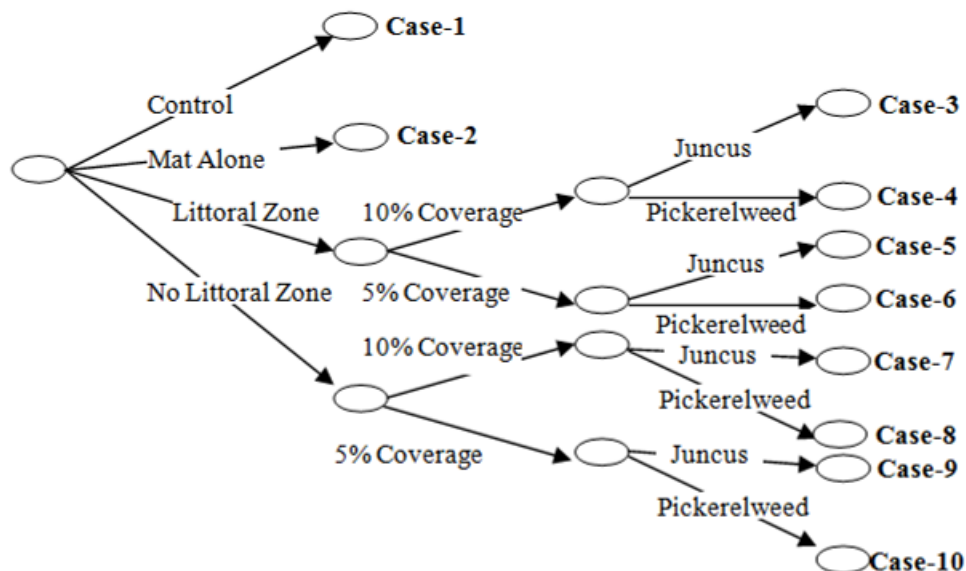 Case-1
Control
Case-2
Mat Alone
Littoral Zone
No Littoral Zone
10% Coverage
5% Coverage
Juncus
Case-3
Pickerelweed
Case-4
Juncus
Case-5
Pickerelweed
Case-6
10% Coverage
5% Coverage
Juncus
Case-7
Pickerelweed
Case-8
Juncus
Case-9
Pickerelweed
Case-10